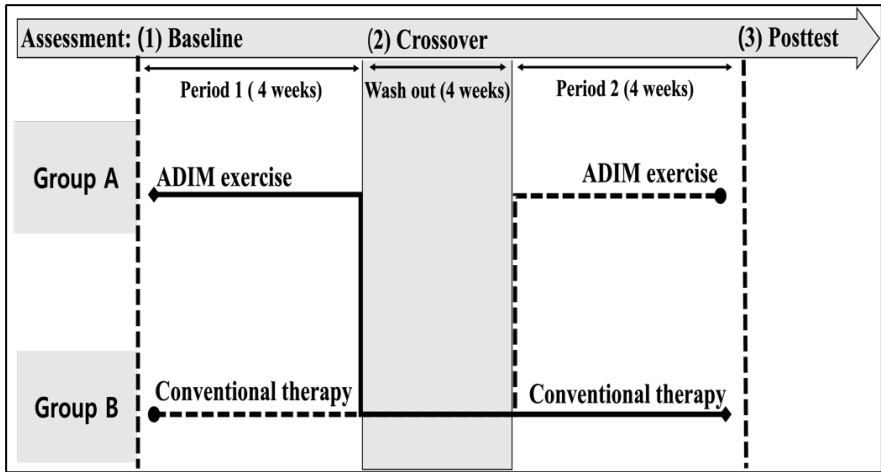 Assessment: (1) Baseline (2) Crossover (3) Posttest
Period 1 ( 4 weeks) Wash out (4 weeks) Period 2 (4 weeks)
Group A
ADIM exercise ADIM exercise
Group B
Conventional therapy Conventional therapy